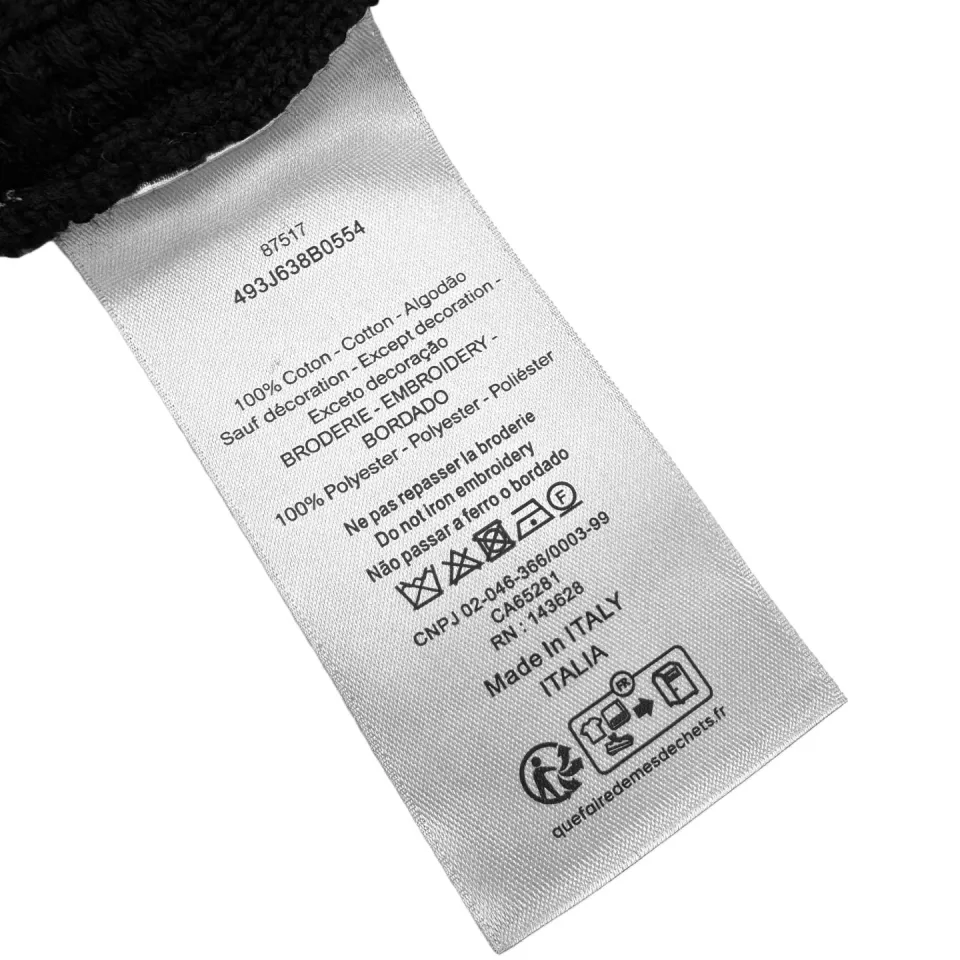 87517
493J638B0554
100% Coton - Cotton - Algodão
Sauf décoration - Except decoration -
Exceto decoração
BRODERIE - EMBROIDERY -
BORDADO
100% Polyester - Polyester - Poliéster
Ne pas repasser la broderie
Do not iron embroidery
Não passar a ferro o bordado
F
CNPJ 02-046-366/0003-99
CA65281
RN : 143628
Made In ITALY
ITALIA
FR
quefairedemesdechets.fr